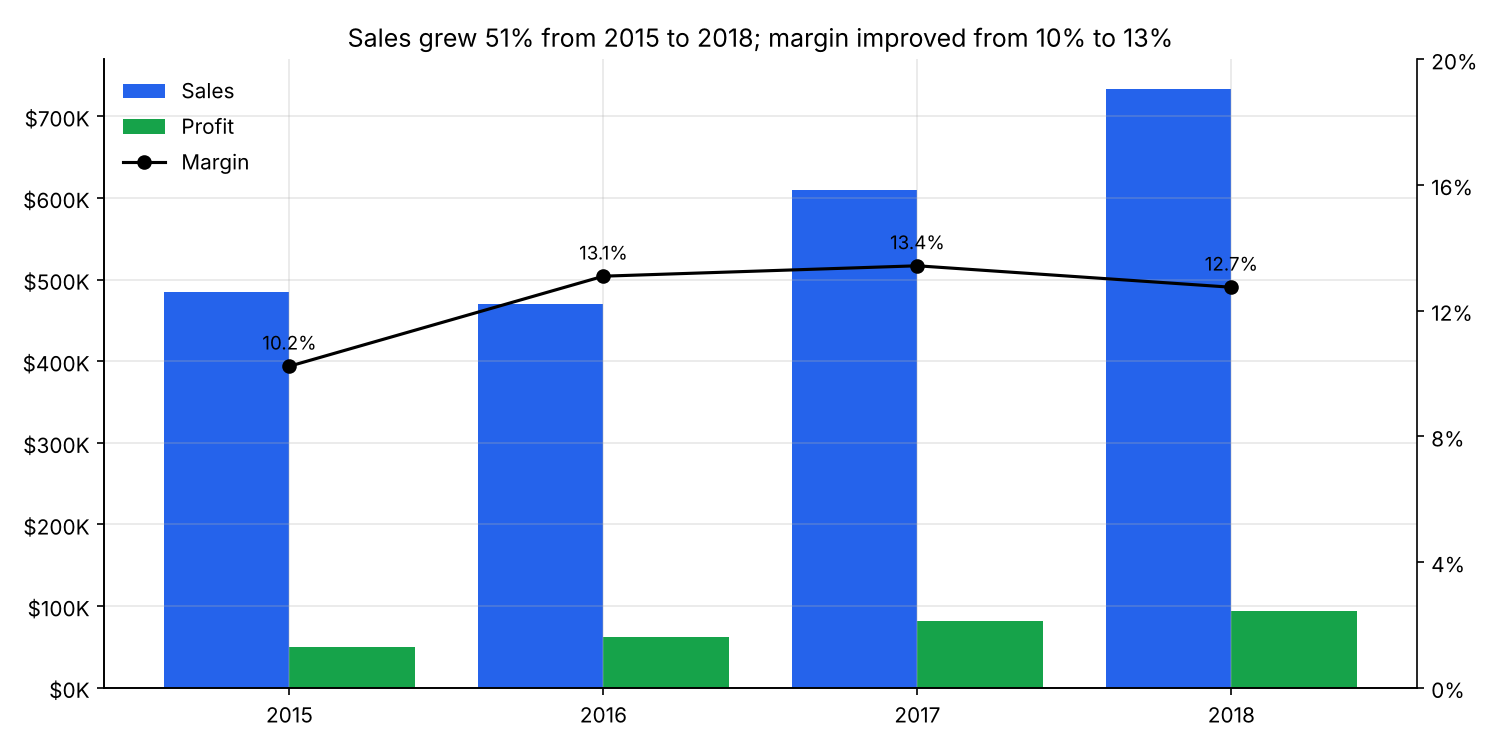 Sales grew 51% from 2015 to 2018; margin improved from 10% to 13%
Sales
Profit
Margin
$700K
$600K
$500K
$400K
$300K
$200K
$100K
$0K
20%
16%
12%
8%
4%
0%
10.2%
13.1%
13.4%
12.7%
2015
2016
2017
2018